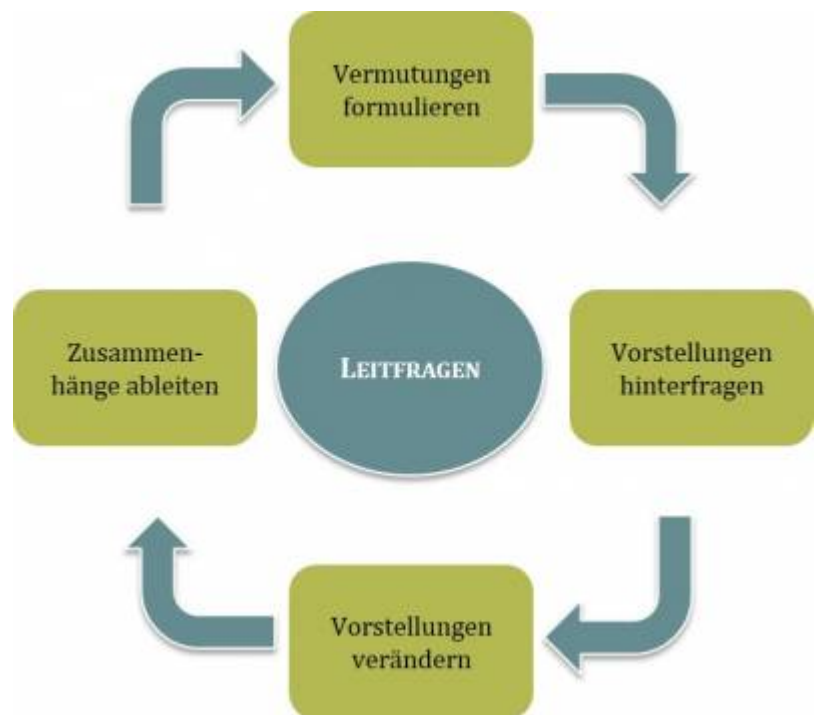 Vermutungen
formulieren
Vorstellungen
hinterfragen
Vorstellungen
verändern
Zusammen-
hänge ableiten
LEITFRAGEN